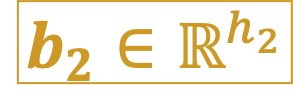 b₂ ∈ ℝ^{h₂}